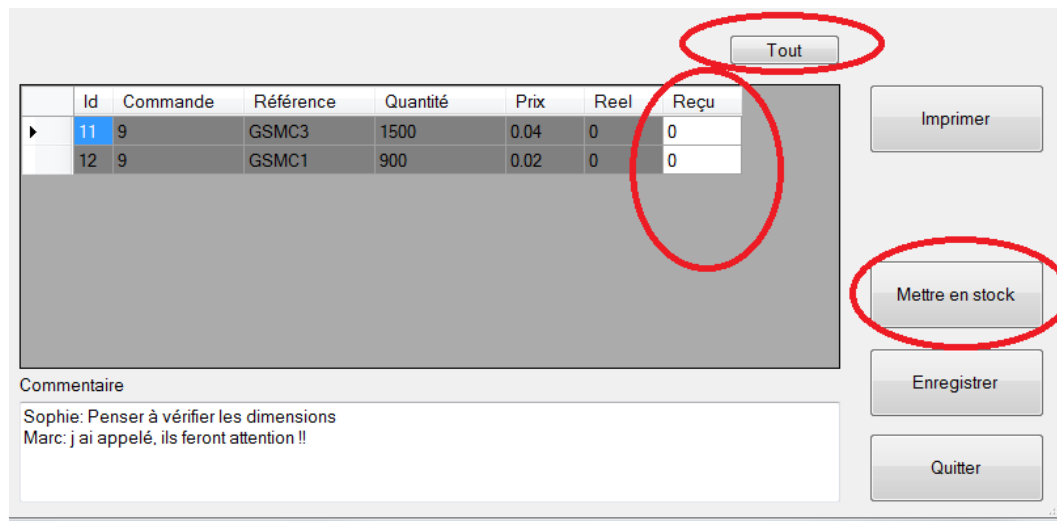 Tout
Id Commande Référence Quantité Prix Reel Reçu
11 9 GSMC3 1500 0.04 0 0
12 9 GSMC1 900 0.02 0 0
Imprimer
Mettre en stock
Enregistrer
Quitter
Commentaire
Sophie: Penser à vérifier les dimensions
Marc: j ai appelé, ils feront attention !!